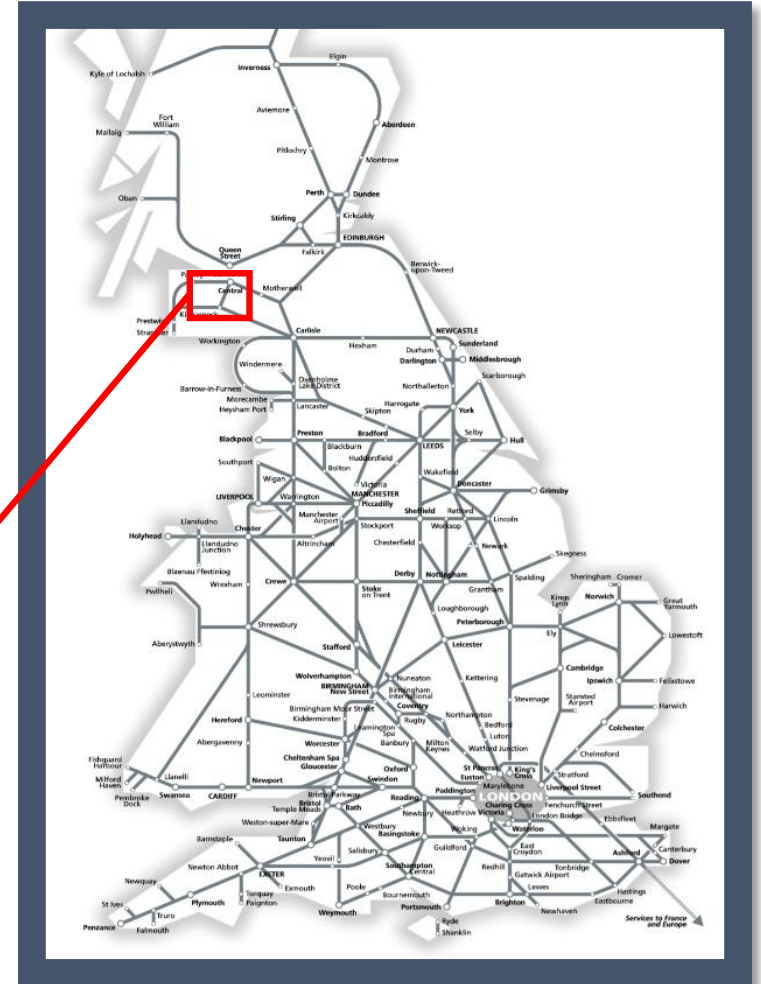 Elgin
Inverness
Kyle of Lochalsh
Aviemore
Fort
William
Mallaig
Aberdeen
Pitlochry
Montrose
Perth
Dundee
Oban
Stirling
Kirkcaldy
EDINBURGH
Queen
Street
Falkirk
Berwick-
upon-Tweed
Central
Motherwell
Carlisle
NEWCASTLE
Workington
Hexham
Durham
Sunderland
Darlington
Middlesbrough
Windermere
Scarborough
Oxenholme
Lake District
Barrow-in-Furness
Northallerton
Morecambe
Heysham Port
Lancaster
Harrogate
York
Skipton
Blackpool
Preston
Bradford
LEEDS
Selby
Hull
Blackburn
Huddersfield
Southport
Bolton
Wakefield
Wigan
Victoria
Doncaster
LIVERPOOL
Warrington
MANCHESTER
Piccadilly
Grimsby
Manchester
Airport
Sheffield
Retford
Llandudno
Chester
Stockport
Worksop
Lincoln
Holyhead
Llandudno
Junction
Altrincham
Chesterfield
Newark
Skegness
Blaenau Ffestiniog
Wrexham
Crewe
Stoke
on Trent
Derby
Nottingham
Grantham
Spalding
Sheringham
Cromer
Pwllheli
Loughborough
Kings
Lynn
Norwich
Great
Yarmouth
Peterborough
Shrewsbury
Aberystwyth
Stafford
Leicester
Ely
Lowestoft
Wolverhampton
BIRMINGHAM
New Street
Nuneaton
Kettering
Cambridge
Birmingham
International
Ipswich
Felixstowe
Leominster
Birmingham Moor Street
Coventry
Stevenage
Stansted
Airport
Kidderminster
Rugby
Northampton
Harwich
Hereford
Leamington
Spa
Bedford
Colchester
Abergavenny
Worcester
Banbury
Milton
Keynes
Luton
Watford Junction
Chelmsford
Fishguard
Harbour
Cheltenham Spa
Gloucester
Oxford
St Pancras
Euston
King's
Cross
Stratford
Milford
Haven
Llanelli
Newport
Swindon
Marylebone
Liverpool Street
Pembroke
Dock
Swansea
CARDIFF
Bristol Parkway
Reading
Paddington
LONDON
Southend
Bristol
Temple Meads
Bath
Newbury
Heathrow
Victoria
Charing Cross
Fenchurch Street
London Bridge
Ebbsfleet
Weston-super-Mare
Westbury
Basingstoke
Woking
Waterloo
Margate
Barnstaple
Taunton
Salisbury
Guildford
East
Croydon
Canterbury
Newton Abbot
Yeovil
Southampton
Central
Redhill
Tonbridge
Ashford
Dover
EXETER
Gatwick Airport
Newquay
Exmouth
Poole
Lewes
Hastings
St Ives
Plymouth
Torquay
Paignton
Bournemouth
Brighton
Eastbourne
Truro
Weymouth
Portsmouth
Newhaven
Penzance
Falmouth
Ryde
Shanklin
Services to France
and Europe